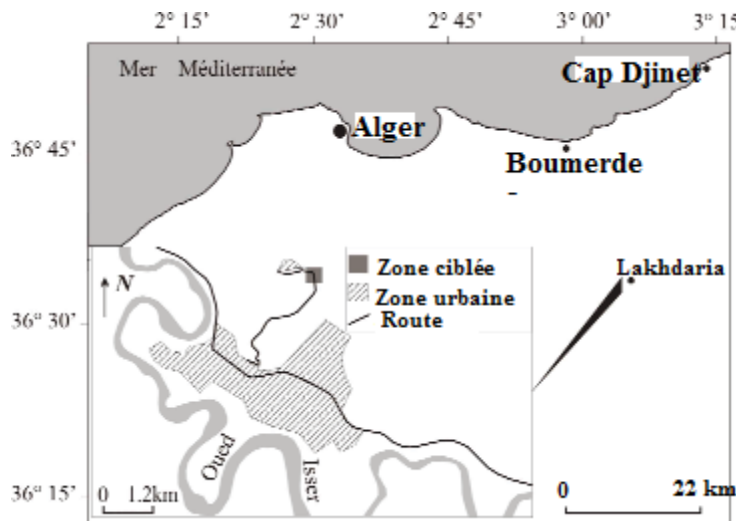 2° 15' 2° 30' 2° 45' 3° 00' 3° 15
Mer Méditerranée
Cap Djinet
Alger
36° 45'
Boumerde
-
Zone ciblée
Lakhdaria
N
Zone urbaine
36° 30'
Route
Oued
Isser
36° 15'
0 1.2km
0 22 km